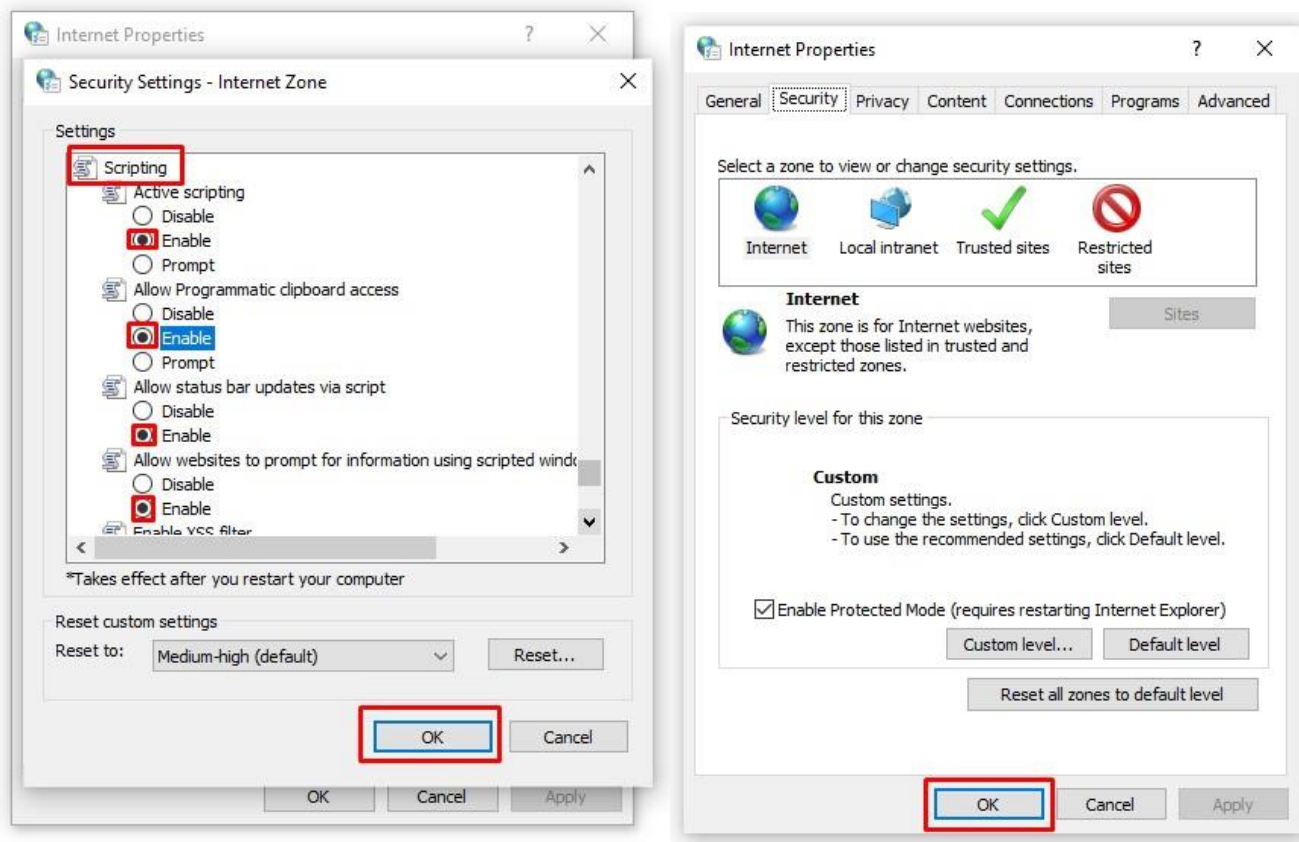 Internet Properties
Security Settings - Internet Zone
Settings
Scripting
Active scripting
Disable
Enable
Prompt
Allow Programmatic clipboard access
Disable
Enable
Prompt
Allow status bar updates via script
Disable
Enable
Allow websites to prompt for information using scripted windo
Disable
Enable
Enable XSS filter
*Takes effect after you restart your computer
Reset custom settings
Reset to:
Medium-high (default)
Reset...
OK
Cancel
OK
Cancel
Apply
Internet Properties
General
Security
Privacy
Content
Connections
Programs
Advanced
Select a zone to view or change security settings.
Internet
Local intranet
Trusted sites
Restricted
sites
Internet
This zone is for Internet websites,
except those listed in trusted and
restricted zones.
Sites
Security level for this zone
Custom
Custom settings.
- To change the settings, click Custom level.
- To use the recommended settings, click Default level.
Enable Protected Mode (requires restarting Internet Explorer)
Custom level...
Default level
Reset all zones to default level
OK
Cancel
Apply